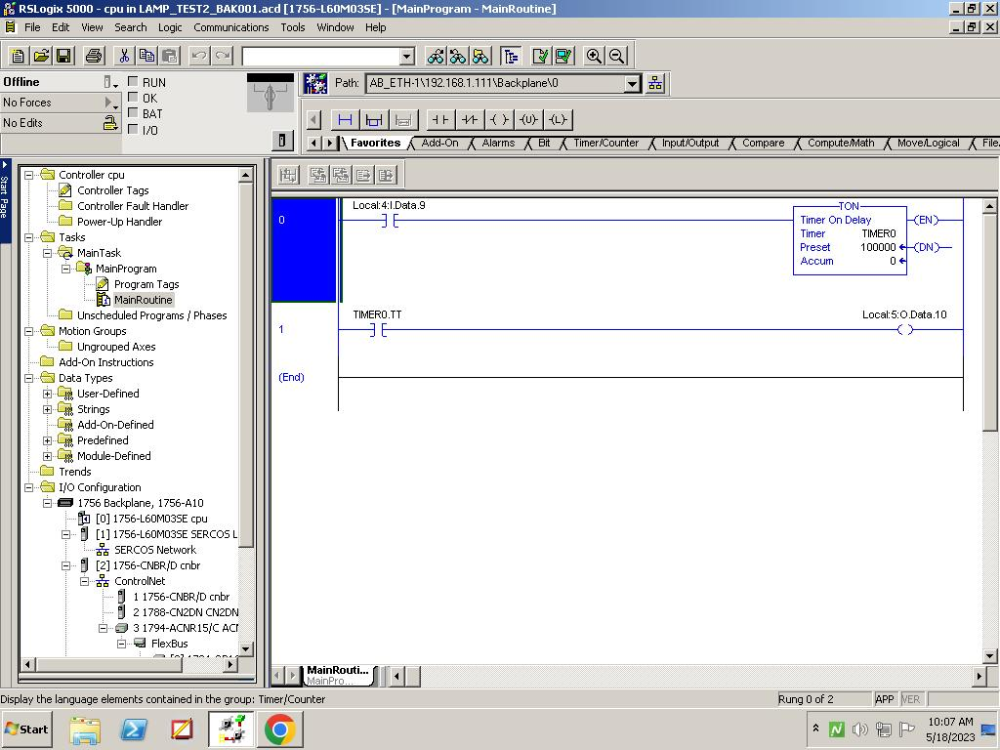 RSLogix 5000 - cpu in LAMP_TEST2_BAK001.acd [1756-L60M03SE] - [MainProgram - MainRoutine]
File Edit View Search Logic Communications Tools Window Help
Offline
No Forces
No Edits
RUN
OK
BAT
I/O
Path: AB_ETH-1\192.168.1.111\Backplane\0
(U) (L)
Favorites Add-On Alarms Bit Timer/Counter Input/Output Compare Compute/Math Move/Logical File
Start Page
Controller cpu
Controller Tags
Controller Fault Handler
Power-Up Handler
Tasks
MainTask
MainProgram
Program Tags
MainRoutine
Unscheduled Programs / Phases
Motion Groups
Ungrouped Axes
Add-On Instructions
Data Types
User-Defined
Strings
Add-On-Defined
Predefined
Module-Defined
Trends
I/O Configuration
1756 Backplane, 1756-A10
[0] 1756-L60M03SE cpu
[1] 1756-L60M03SE SERCOS L
SERCOS Network
[2] 1756-CNBR/D cnbr
ControlNet
1 1756-CNBR/D cnbr
2 1788-CN2DN CN2DN
3 1794-ACNR15/C ACN
FlexBus
0
Local:4:I.Data.9
TON
Timer On Delay
Timer TIMER0
Preset 100000
Accum 0
(EN)
(DN)
1
TIMER0.TT
Local:5:O.Data.10
(End)
MainRouti...
MainPro...
Display the language elements contained in the group: Timer/Counter
Rung 0 of 2
APP
VER
Start
10:07 AM
5/18/2023